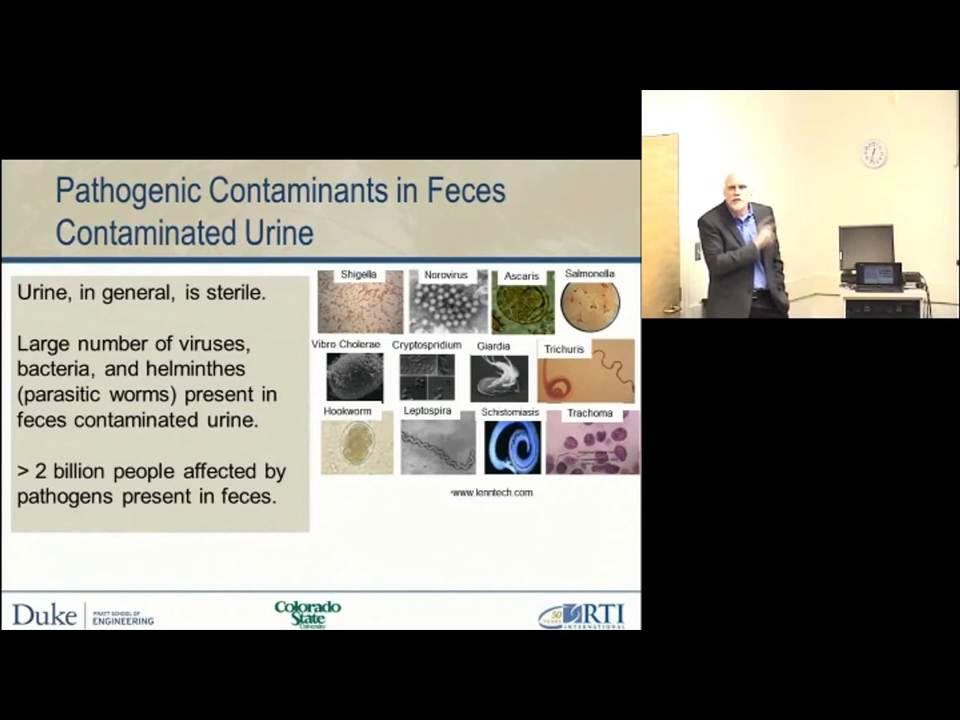 Pathogenic Contaminants in Feces
Contaminated Urine
Urine, in general, is sterile.
Large number of viruses,
bacteria, and helminthes
(parasitic worms) present in
feces contaminated urine.
> 2 billion people affected by
pathogens present in feces.
Shigella
Norovirus
Ascaris
Salmonella
Vibro Cholerae
Cryptospridium
Giardia
Trichuris
Hookworm
Leptospira
Schistomiasis
Trachoma
www.lenntech.com
Duke
PRATT SCHOOL OF
ENGINEERING
Colorado
State
University
50
YEARS
RTI
INTERNATIONAL